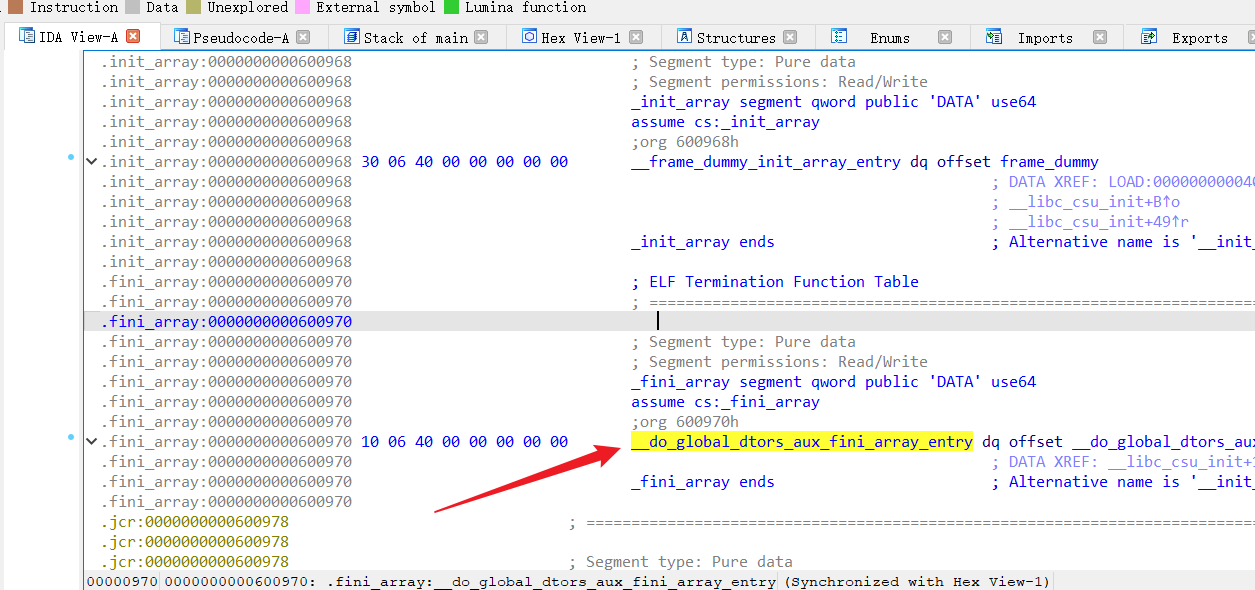 Instruction Data Unexplored External symbol Lumina function
IDA View-A Pseudocode-A Stack of main Hex View-1 Structures Enums Imports Exports
.init_array:0000000000600968 ; Segment type: Pure data
.init_array:0000000000600968 ; Segment permissions: Read/Write
.init_array:0000000000600968 _init_array segment qword public 'DATA' use64
.init_array:0000000000600968 assume cs:_init_array
.init_array:0000000000600968 ;org 600968h
.init_array:0000000000600968 30 06 40 00 00 00 00 00 __frame_dummy_init_array_entry dq offset frame_dummy
.init_array:0000000000600968 ; DATA XREF: LOAD:000000000040
.init_array:0000000000600968 ; __libc_csu_init+B↑o
.init_array:0000000000600968 ; __libc_csu_init+49↑r
.init_array:0000000000600968 _init_array ends ; Alternative name is '__init_
.init_array:0000000000600968
.fini_array:0000000000600970 ; ELF Termination Function Table
.fini_array:0000000000600970 ; ===================================================================
.fini_array:0000000000600970
.fini_array:0000000000600970 ; Segment type: Pure data
.fini_array:0000000000600970 ; Segment permissions: Read/Write
.fini_array:0000000000600970 _fini_array segment qword public 'DATA' use64
.fini_array:0000000000600970 assume cs:_fini_array
.fini_array:0000000000600970 ;org 600970h
.fini_array:0000000000600970 10 06 40 00 00 00 00 00 __do_global_dtors_aux_fini_array_entry dq offset __do_global_dtors_au
.fini_array:0000000000600970 ; DATA XREF: __libc_csu_init+
.fini_array:0000000000600970 _fini_array ends ; Alternative name is '__init_
.fini_array:0000000000600970
.jcr:0000000000600978 ; ==========================================================================
.jcr:0000000000600978
.jcr:0000000000600978 ; Segment type: Pure data
00000970 0000000000600970: .fini_array:__do_global_dtors_aux_fini_array_entry (Synchronized with Hex View-1)